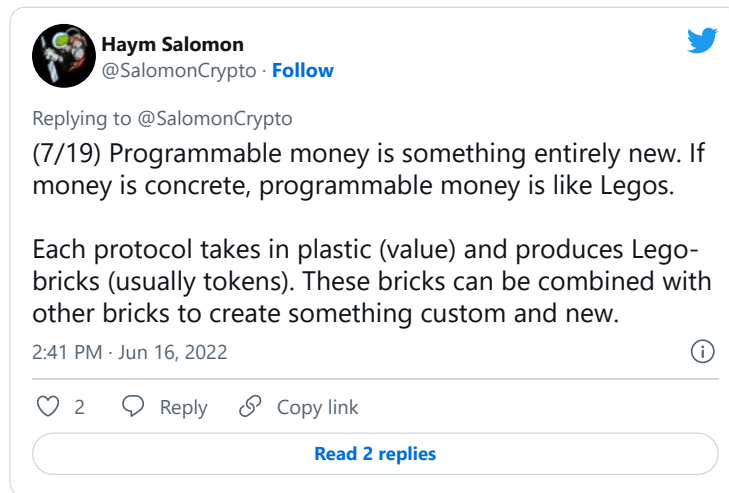 Haym Salomon
@SalomonCrypto · Follow
Replying to @SalomonCrypto
(7/19) Programmable money is something entirely new. If
money is concrete, programmable money is like Legos.
Each protocol takes in plastic (value) and produces Lego-
bricks (usually tokens). These bricks can be combined with
other bricks to create something custom and new.
2:41 PM · Jun 16, 2022
2 Reply Copy link
Read 2 replies